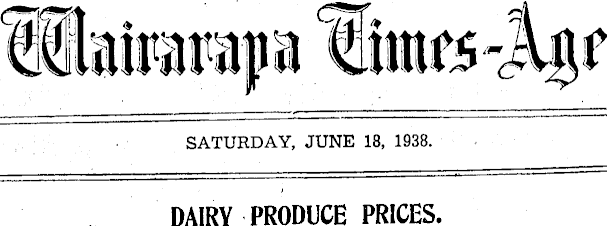 Wairarapa Times-Age
SATURDAY, JUNE 18, 1938.
DAIRY PRODUCE PRICES.